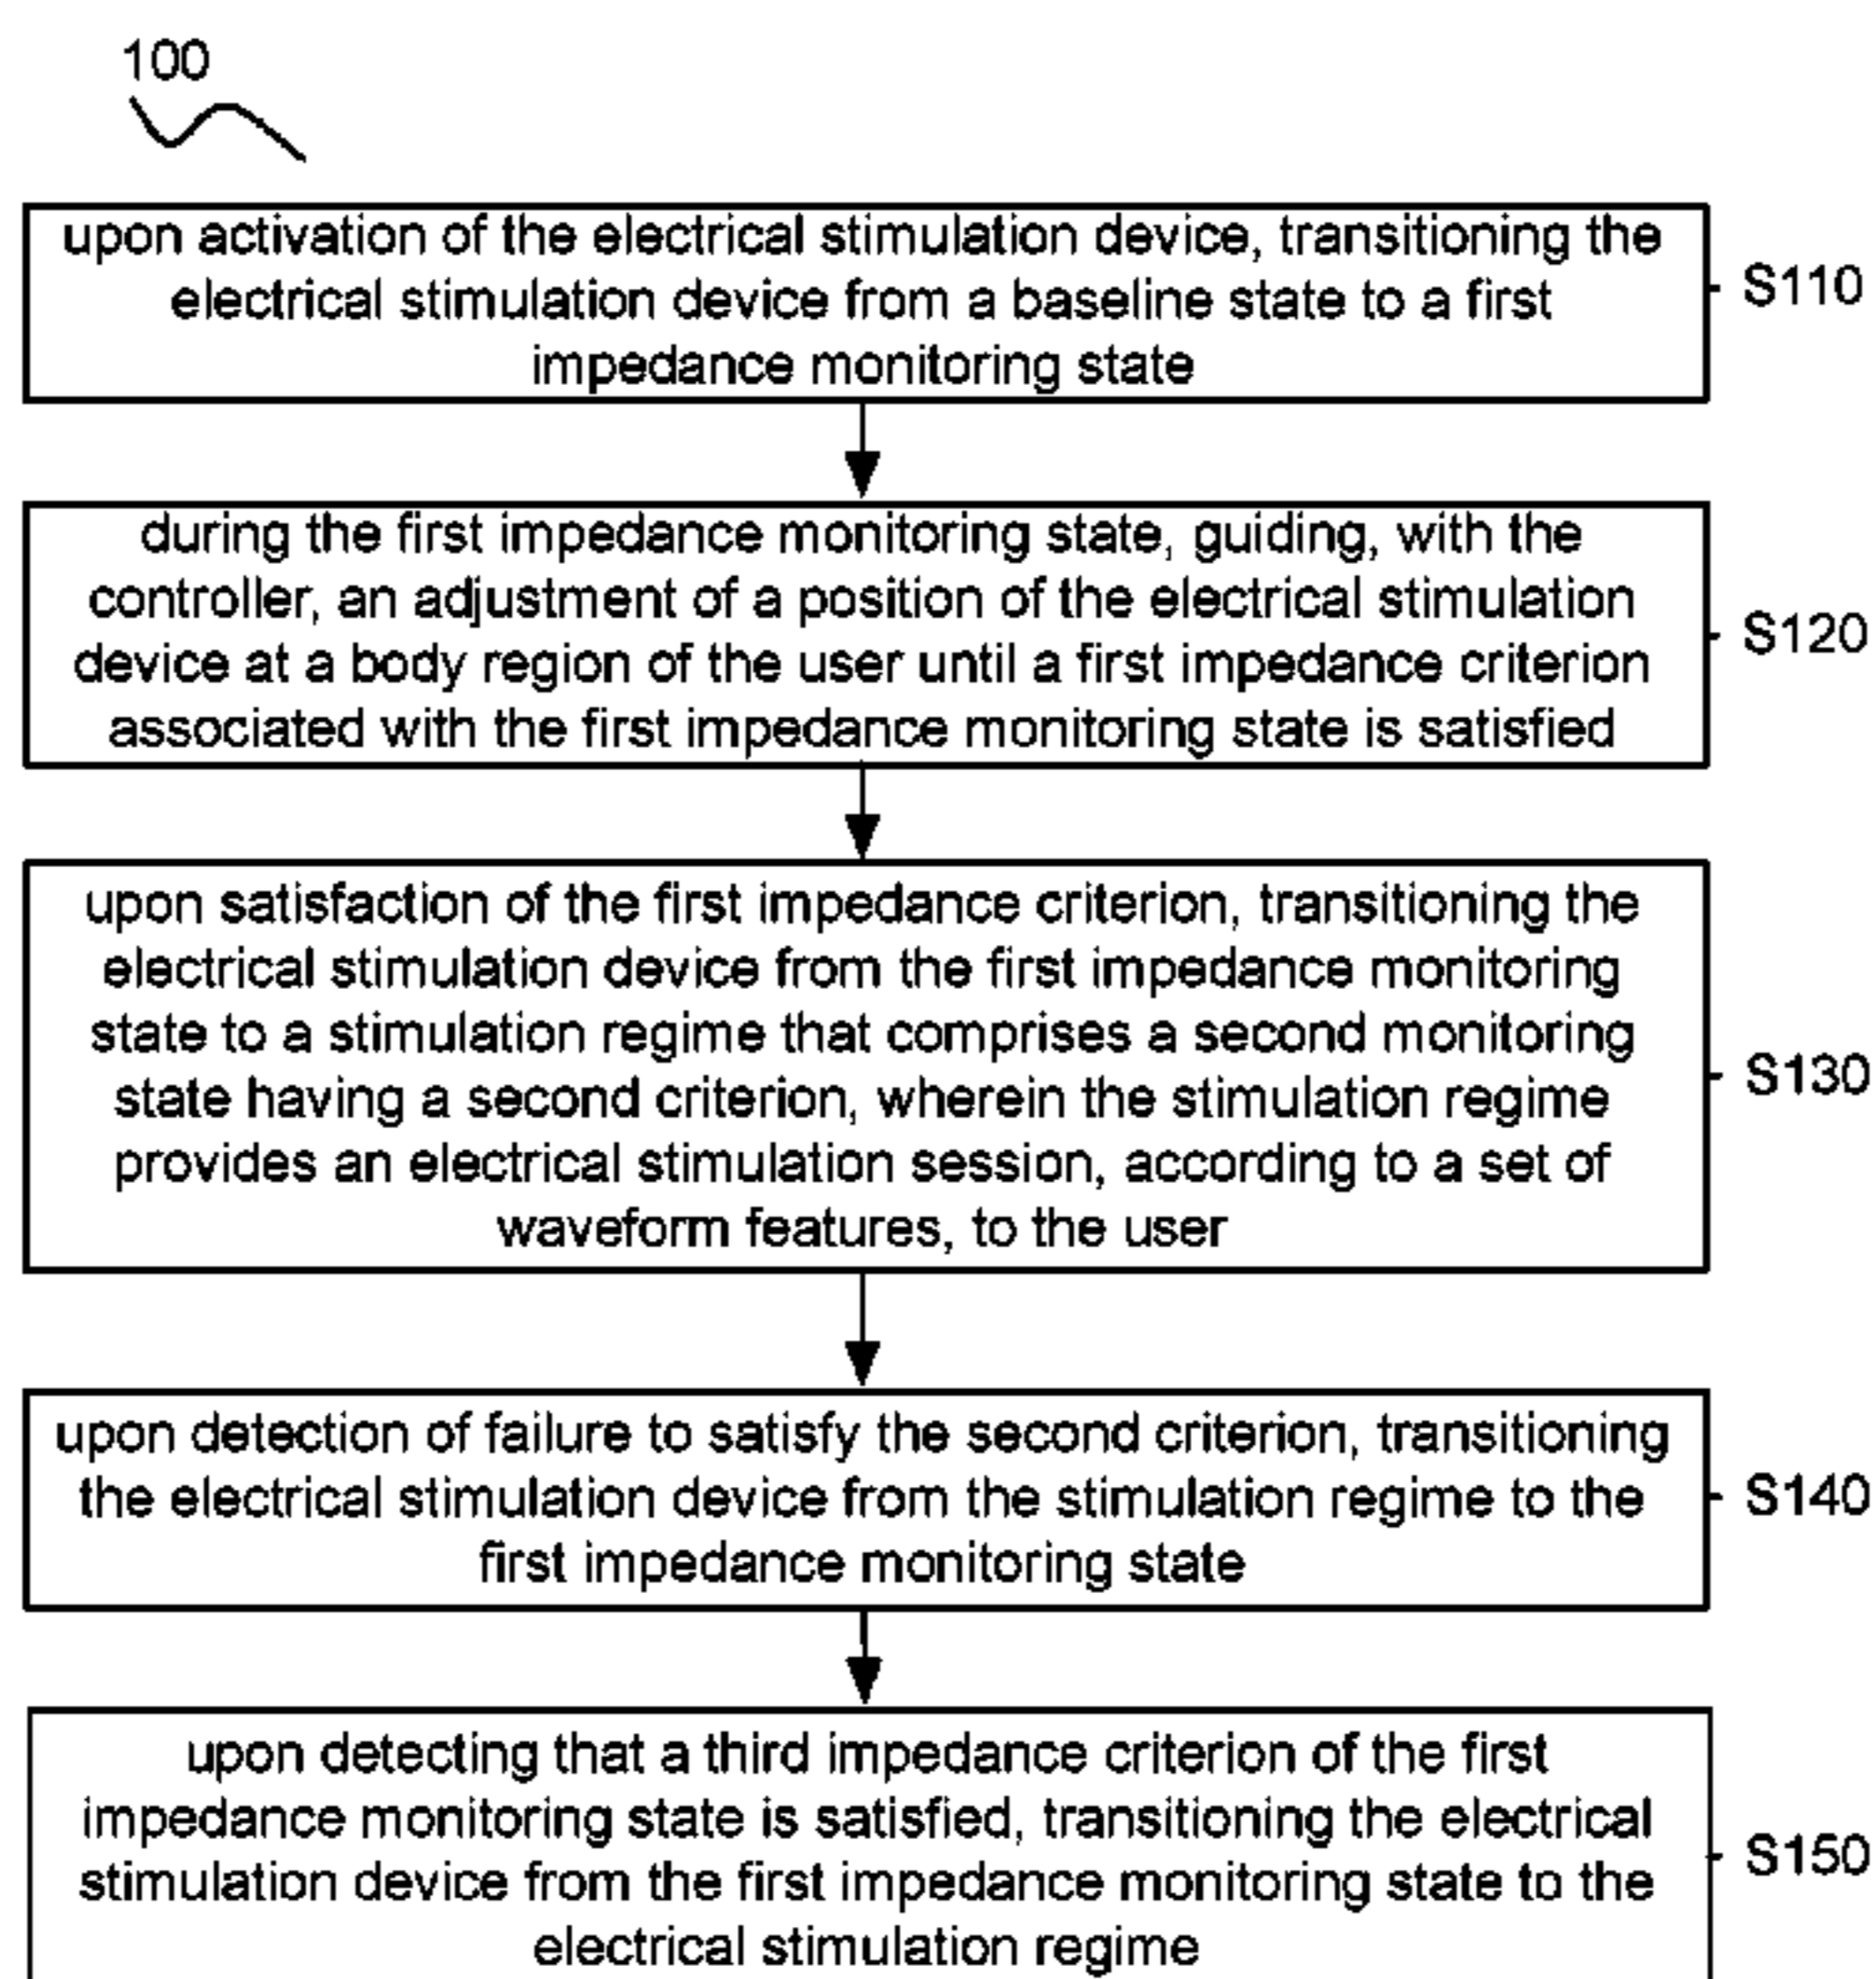 100
upon activation of the electrical stimulation device, transitioning the
electrical stimulation device from a baseline state to a first
impedance monitoring state
S110
during the first impedance monitoring state, guiding, with the
controller, an adjustment of a position of the electrical stimulation
device at a body region of the user until a first impedance criterion
associated with the first impedance monitoring state is satisfied
S120
upon satisfaction of the first impedance criterion, transitioning the
electrical stimulation device from the first impedance monitoring
state to a stimulation regime that comprises a second monitoring
state having a second criterion, wherein the stimulation regime
provides an electrical stimulation session, according to a set of
waveform features, to the user
S130
upon detection of failure to satisfy the second criterion, transitioning
the electrical stimulation device from the stimulation regime to the
first impedance monitoring state
S140
upon detecting that a third impedance criterion of the first
impedance monitoring state is satisfied, transitioning the electrical
stimulation device from the first impedance monitoring state to the
electrical stimulation regime
S150